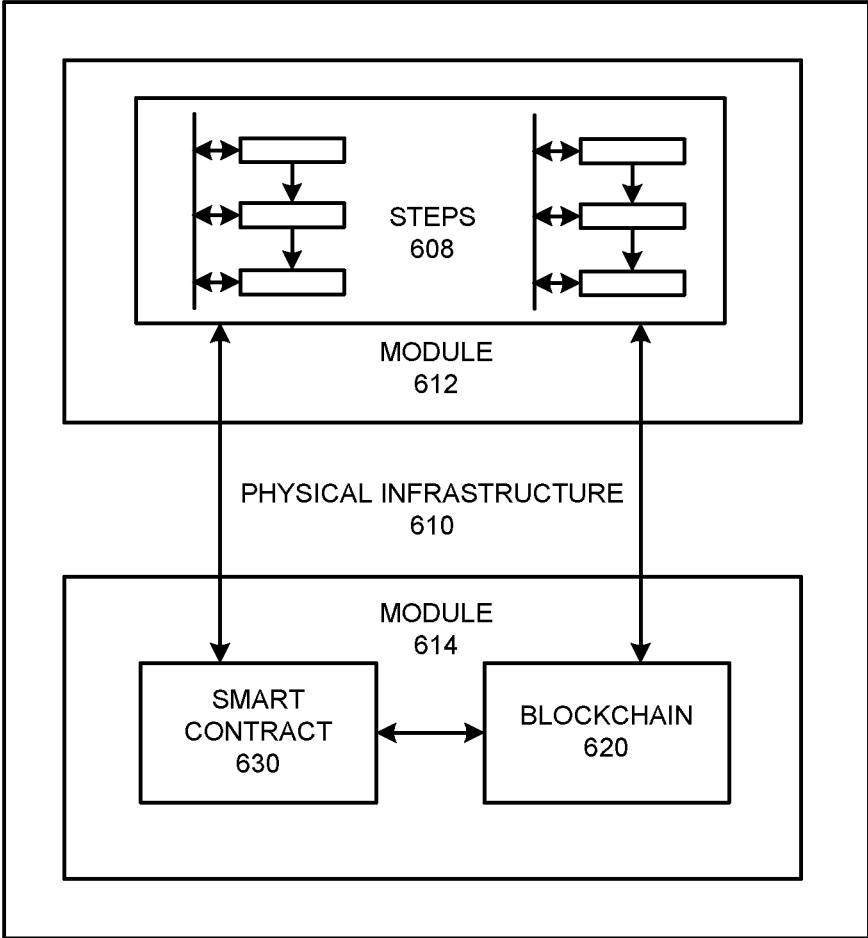 STEPS
608
MODULE
612
PHYSICAL INFRASTRUCTURE
610
MODULE
614
SMART
CONTRACT
630
BLOCKCHAIN
620